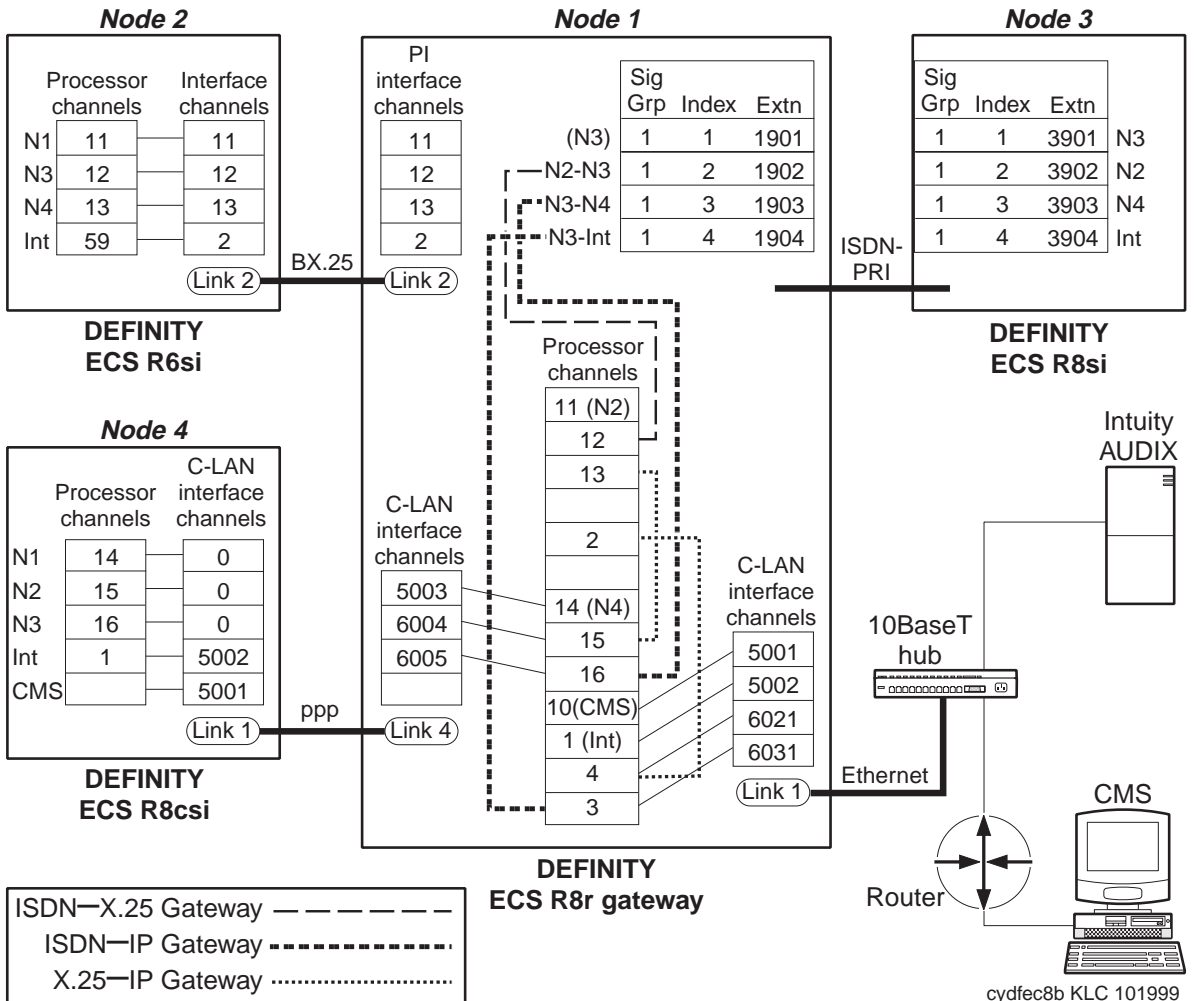 Node 2
Processor channels
Interface channels
N1 11 11
N3 12 12
N4 13 13
Int 59 2
Link 2
DEFINITY
ECS R6si
BX.25
Node 1
PI
interface
channels
11
12
13
2
Link 2
Sig
Grp Index Extn
(N3) 1 1 1901
N2-N3 1 2 1902
N3-N4 1 3 1903
N3-Int 1 4 1904
ISDN-
PRI
Node 3
Sig
Grp Index Extn
1 1 3901 N3
1 2 3902 N2
1 3 3903 N4
1 4 3904 Int
DEFINITY
ECS R8si
Node 4
Processor
channels
C-LAN
interface
channels
N1 14 0
N2 15 0
N3 16 0
Int 1 5002
CMS 5001
Link 1
DEFINITY
ECS R8csi
ppp
C-LAN
interface
channels
5003
6004
6005
Link 4
Processor
channels
11 (N2)
12
13
2
14 (N4)
15
16
10(CMS)
1 (Int)
4
3
C-LAN
interface
channels
5001
5002
6021
6031
Link 1
Ethernet
DEFINITY
ECS R8r gateway
Intuity
AUDIX
10BaseT
hub
Router
CMS
ISDN—X.25 Gateway
ISDN—IP Gateway
X.25—IP Gateway
cydfec8b KLC 101999